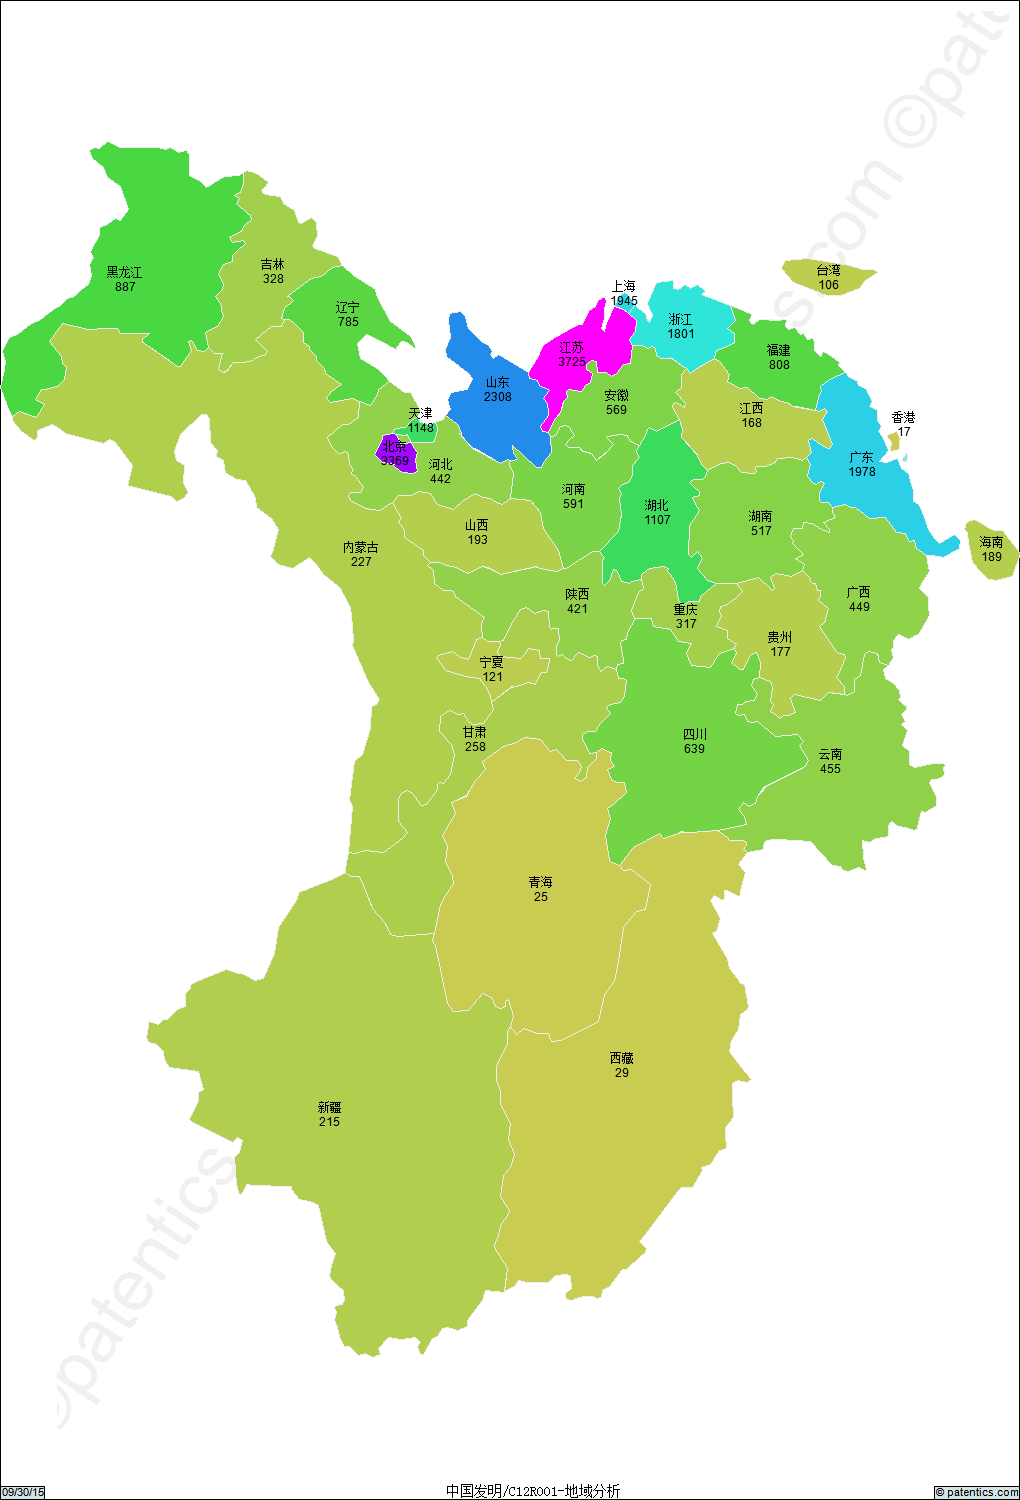 ©patentics.com ©pate
黑龙江
887
吉林
328
辽宁
785
台湾
106
上海
1945
浙江
1801
江苏
3725
福建
808
山东
2308
安徽
569
江西
168
天津
1148
香港
17
北京
3369
河北
442
广东
1978
河南
591
湖北
1107
湖南
517
山西
193
海南
189
内蒙古
227
陕西
421
重庆
317
广西
449
贵州
177
宁夏
121
甘肃
258
四川
639
云南
455
青海
25
西藏
29
新疆
215
©patentics
09/30/15
中国发明/C12R001-地域分析
© patentics.com